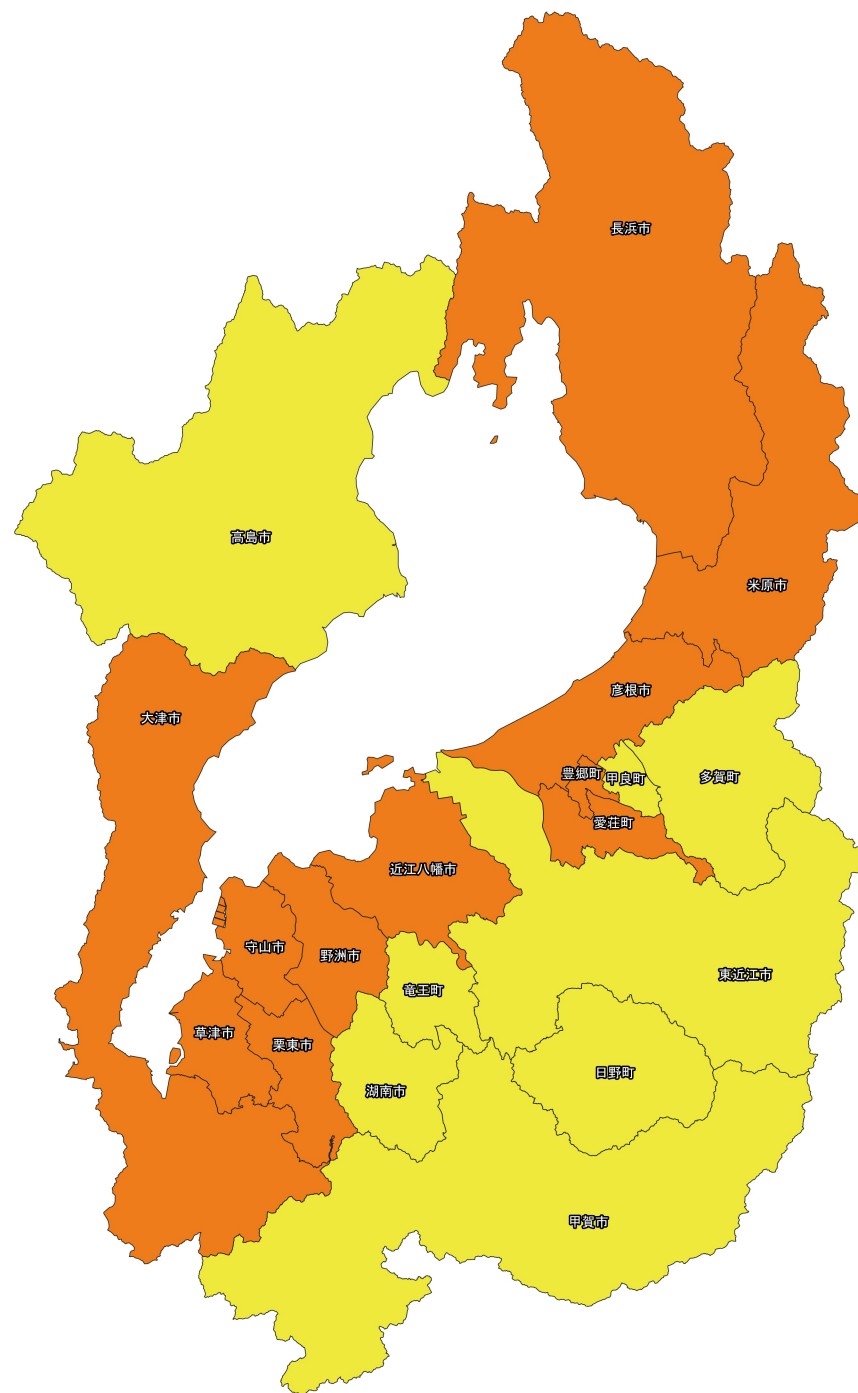 長浜市
高島市
米原市
彦根市
大津市
豊郷町
甲良町
多賀町
愛荘町
近江八幡市
守山市
野洲市
東近江市
竜王町
草津市
栗東市
日野町
湖南市
甲賀市